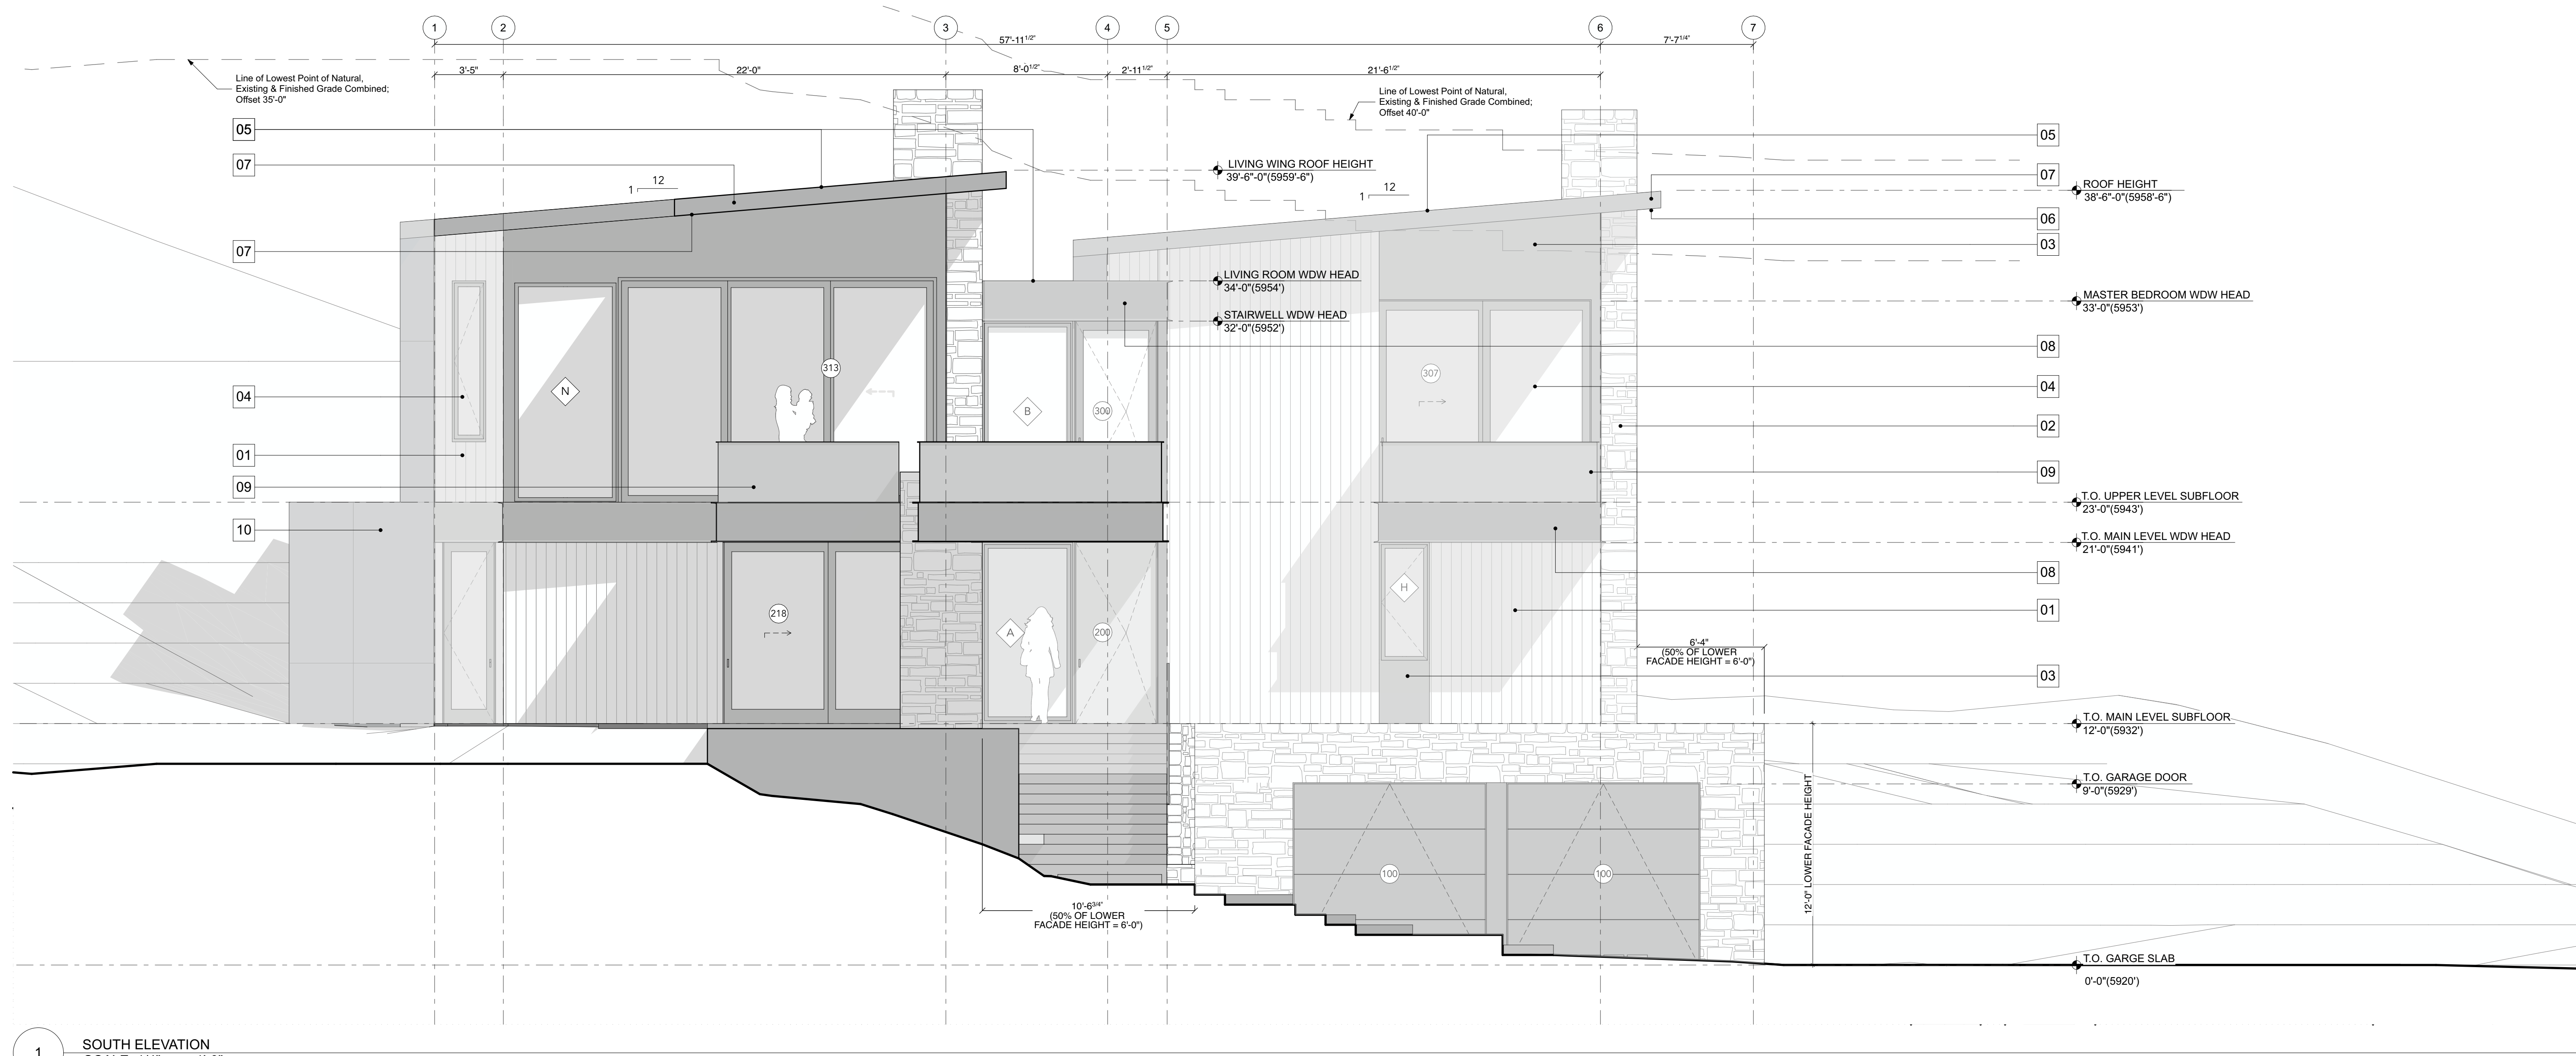 1
2
3
4
5
6
7
57'-11 1/2"
7'-7 1/4"
3'-5"
22'-0"
8'-0 1/2"
2'-11 1/2"
21'-6 1/2"
Line of Lowest Point of Natural,
Existing & Finished Grade Combined;
Offset 35'-0"
Line of Lowest Point of Natural,
Existing & Finished Grade Combined;
Offset 40'-0"
05
07
07
04
01
09
10
12
1
12
1
LIVING WING ROOF HEIGHT
39'-6"-0"(5959'-6")
LIVING ROOM WDW HEAD
34'-0"(5954')
STAIRWELL WDW HEAD
32'-0"(5952')
N
313
B
300
307
218
A
200
H
100
100
05
07
06
03
08
04
02
09
08
01
03
ROOF HEIGHT
38'-6"-0"(5958'-6")
MASTER BEDROOM WDW HEAD
33'-0"(5953')
T.O. UPPER LEVEL SUBFLOOR
23'-0"(5943')
T.O. MAIN LEVEL WDW HEAD
21'-0"(5941')
6'-4"
(50% OF LOWER
FACADE HEIGHT = 6'-0")
T.O. MAIN LEVEL SUBFLOOR
12'-0"(5932')
T.O. GARAGE DOOR
9'-0"(5929')
12'-0" LOWER FACADE HEIGHT
10'-6 3/4"
(50% OF LOWER
FACADE HEIGHT = 6'-0")
T.O. GARGE SLAB
0'-0"(5920')
1
SOUTH ELEVATION